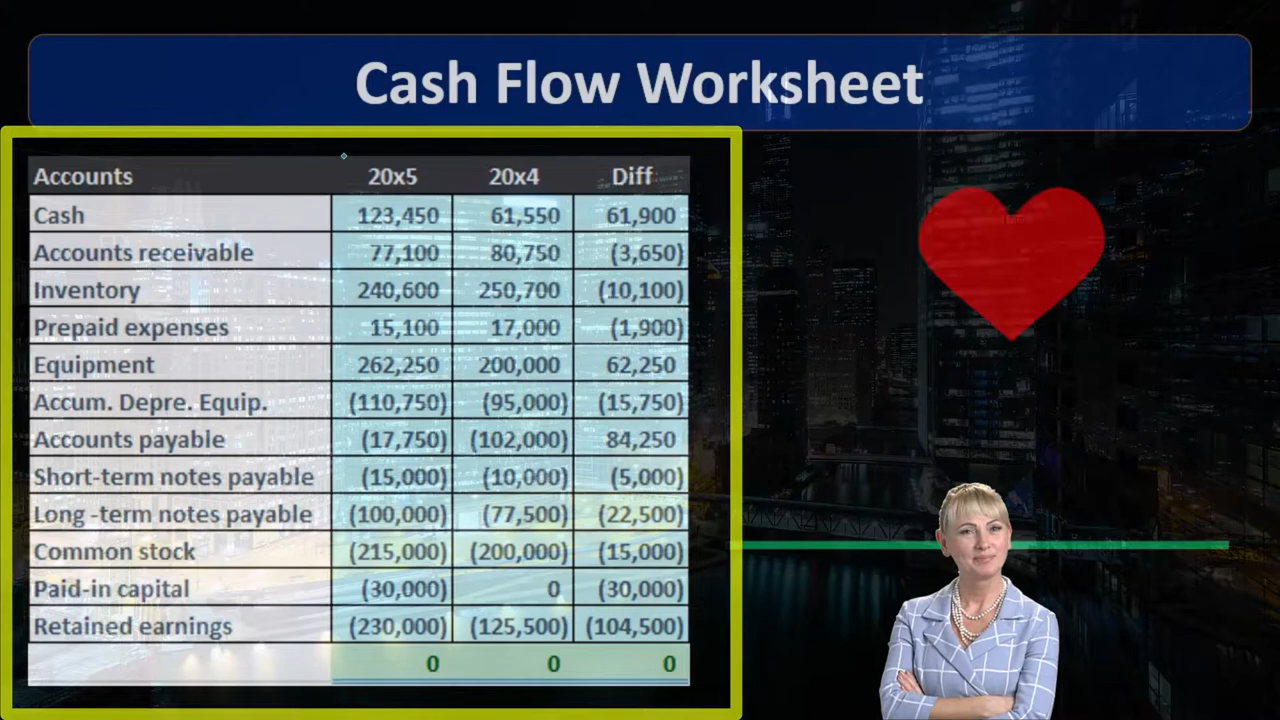 Cash Flow Worksheet
Accounts 20x5 20x4 Diff
Cash 123,450 61,550 61,900
Accounts receivable 77,100 80,750 (3,650)
Inventory 240,600 250,700 (10,100)
Prepaid expenses 15,100 17,000 (1,900)
Equipment 262,250 200,000 62,250
Accum. Depre. Equip. (110,750) (95,000) (15,750)
Accounts payable (17,750) (102,000) 84,250
Short-term notes payable (15,000) (10,000) (5,000)
Long -term notes payable (100,000) (77,500) (22,500)
Common stock (215,000) (200,000) (15,000)
Paid-in capital (30,000) 0 (30,000)
Retained earnings (230,000) (125,500) (104,500)
0 0 0